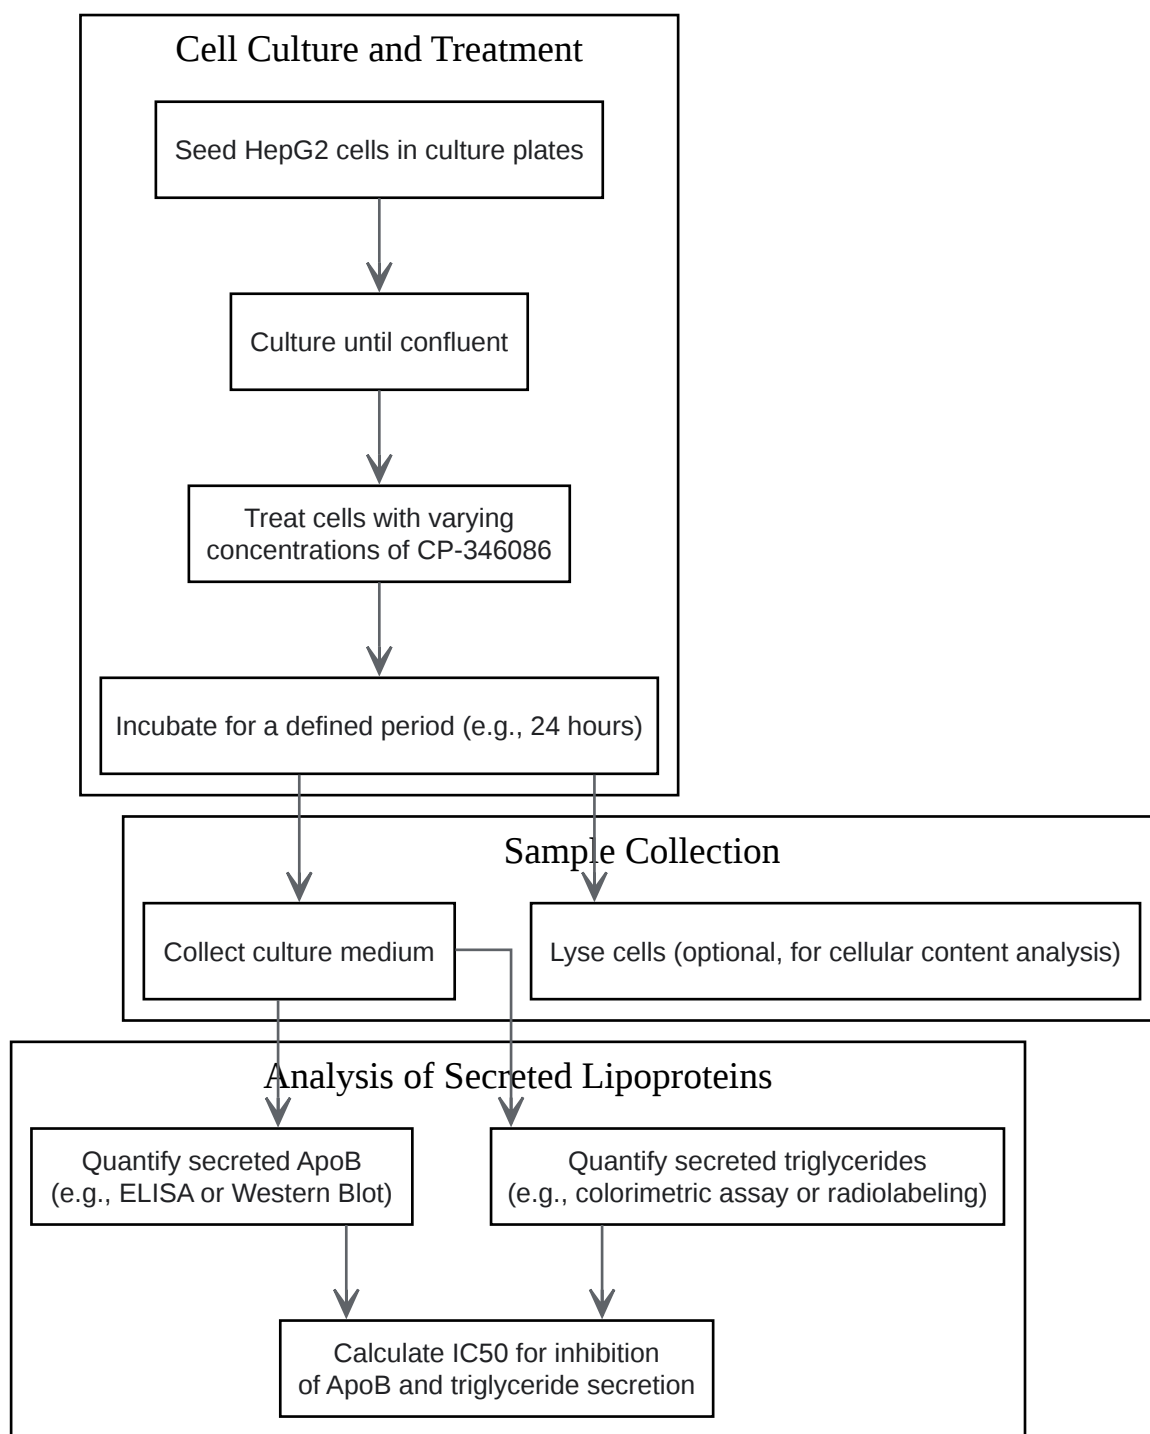 Cell Culture and Treatment
Seed HepG2 cells in culture plates
Culture until confluent
Treat cells with varying
concentrations of CP-346086
Incubate for a defined period (e.g., 24 hours)
Sample Collection
Collect culture medium
Lyse cells (optional, for cellular content analysis)
Analysis of Secreted Lipoproteins
Quantify secreted ApoB
(e.g., ELISA or Western Blot)
Quantify secreted triglycerides
(e.g., colorimetric assay or radiolabeling)
Calculate IC50 for inhibition
of ApoB and triglyceride secretion